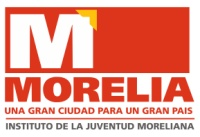 M
MORELIA
UNA GRAN CIUDAD PARA UN GRAN PAIS
INSTITUTO DE LA JUVENTUD MORELIANA